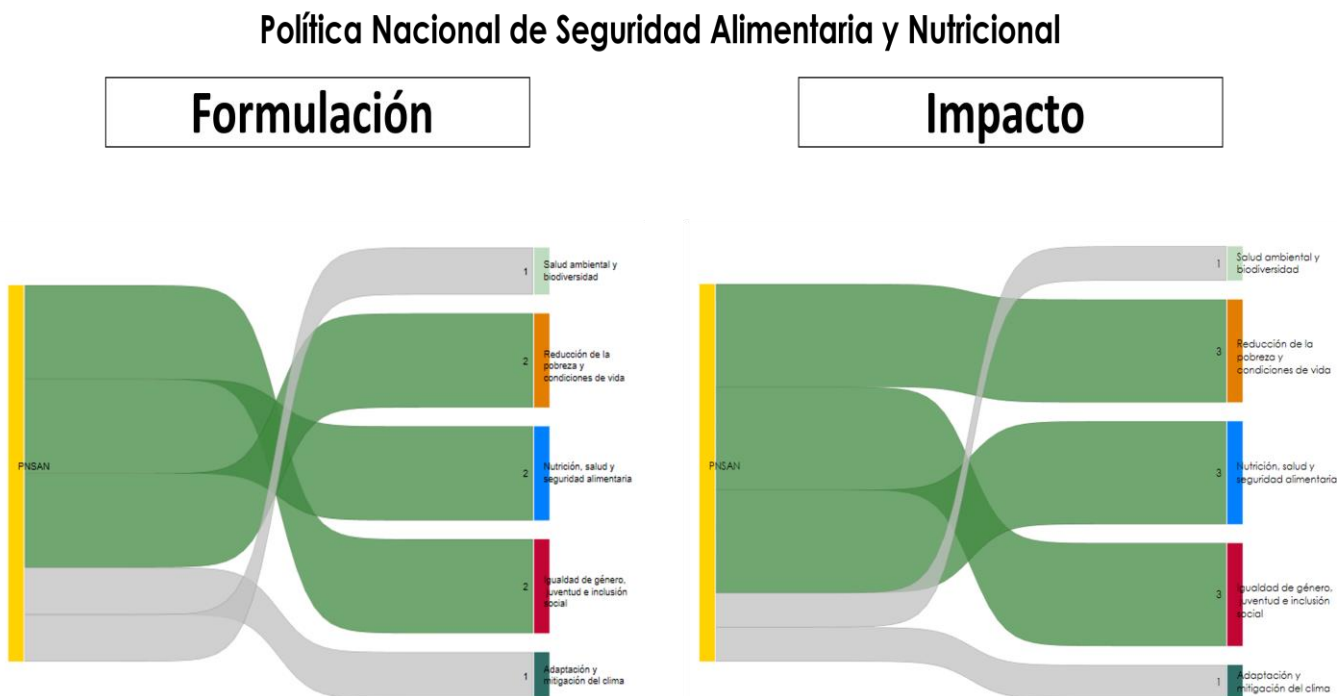 Política Nacional de Seguridad Alimentaria y Nutricional
Formulación
PNSAN
1
Salud ambiental y
biodiversidad
2
Reducción de la
pobreza y
condiciones de vida
2
Nutrición, salud y
seguridad alimentaria
2
Igualdad de género,
juventud e inclusión
social
1
Adaptación y
mitigación del clima
Impacto
PNSAN
1
Salud ambiental y
biodiversidad
3
Reducción de la
pobreza y
condiciones de vida
3
Nutrición, salud y
seguridad alimentaria
3
Igualdad de género,
juventud e inclusión
social
1
Adaptación y
mitigación del clima